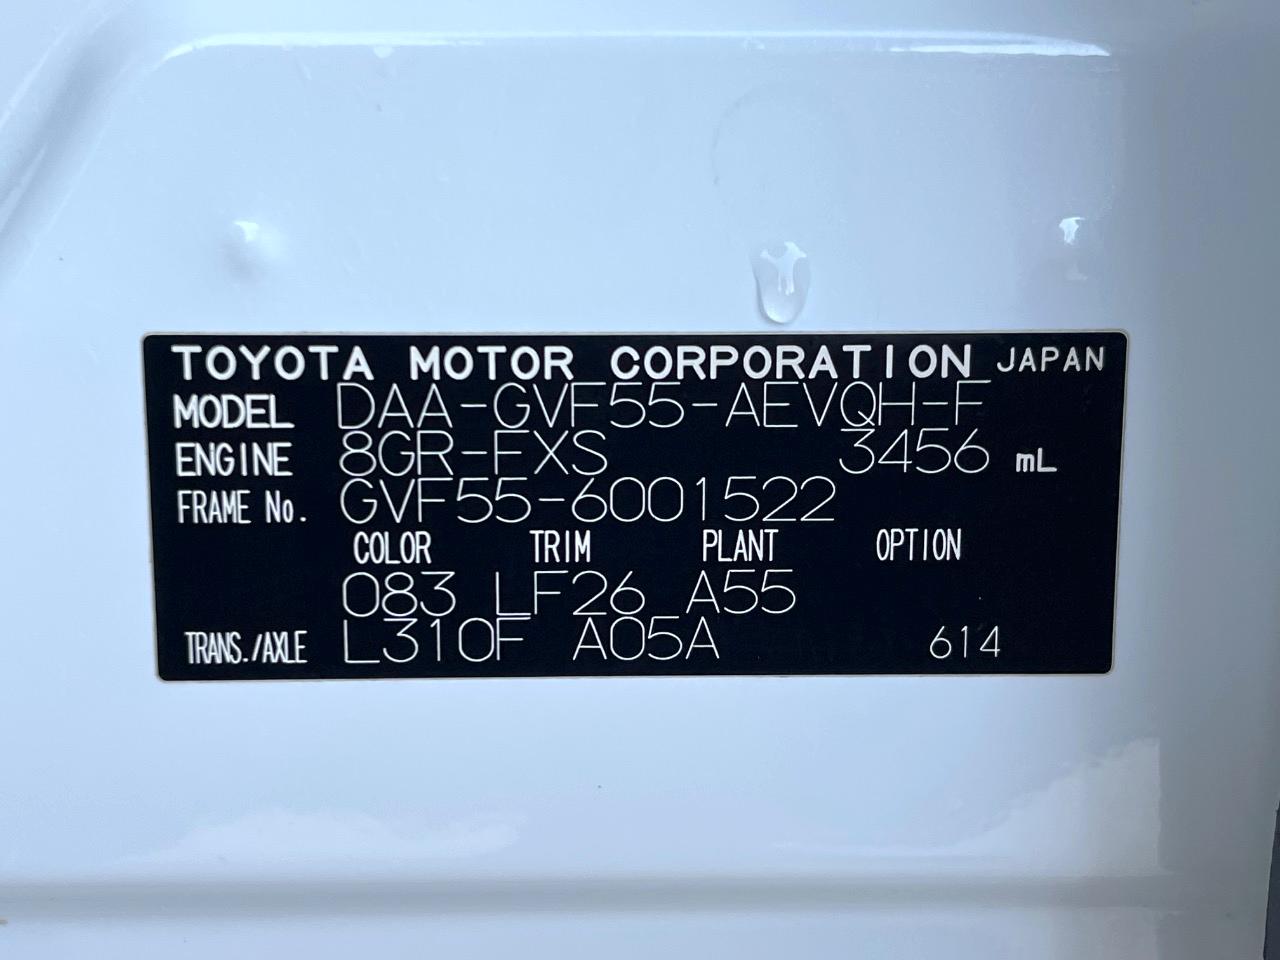 TOYOTA MOTOR CORPORATION JAPAN
MODEL DAA-GVF55-AEVQH-F
ENGINE 8GR-FXS 3456 mL
FRAME No. GVF55-6001522
COLOR TRIM PLANT OPTION
083 LF26 A55
TRANS./AXLE L310F A05A 614